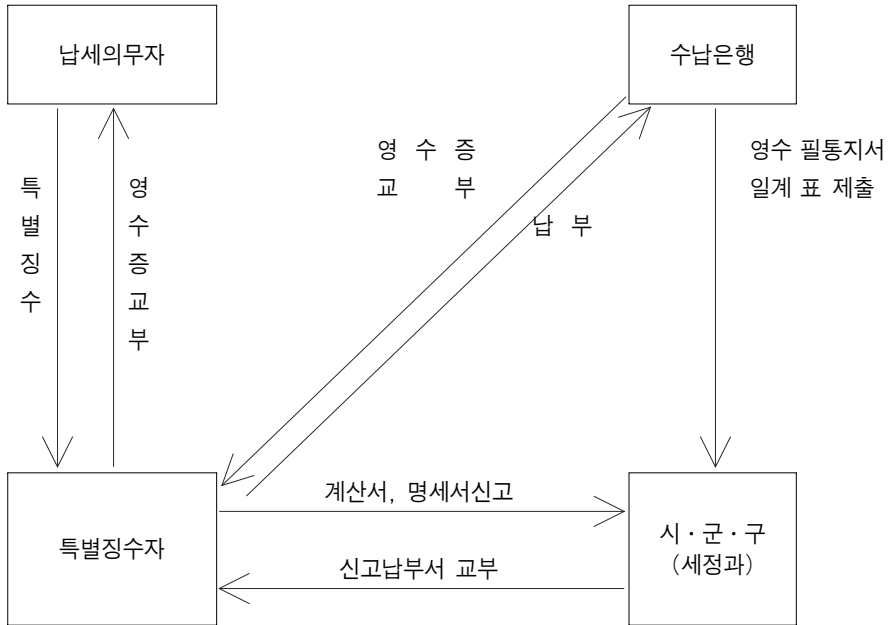 납세의무자
수납은행
영 수 증
교 부
납 부
영수 필통지서
일계 표 제출
특별징수
영수증교부
특별징수자
계산서, 명세서신고
신고납부서 교부
시·군·구
(세정과)